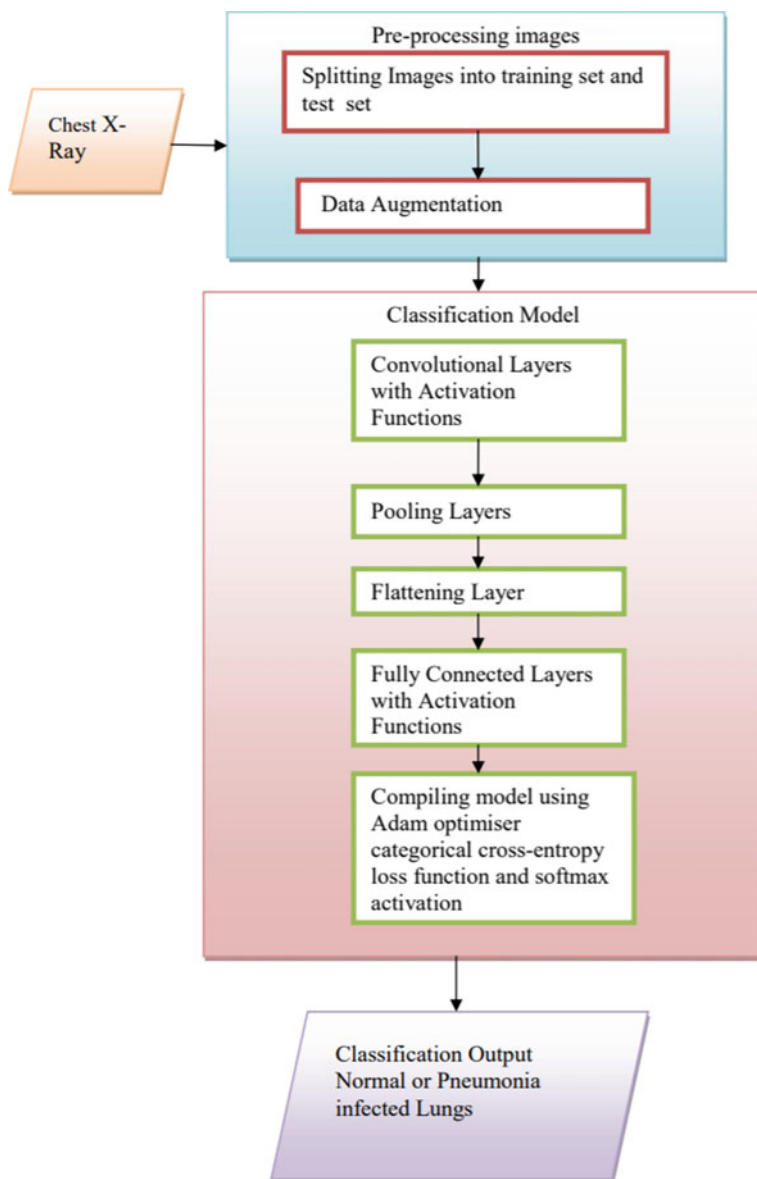 Pre-processing images
Splitting Images into training set and
test set
Chest X-
Ray
Data Augmentation
Classification Model
Convolutional Layers
with Activation
Functions
Pooling Layers
Flattening Layer
Fully Connected Layers
with Activation
Functions
Compiling model using
Adam optimiser
categorical cross-entropy
loss function and softmax
activation
Classification Output
Normal or Pneumonia
infected Lungs